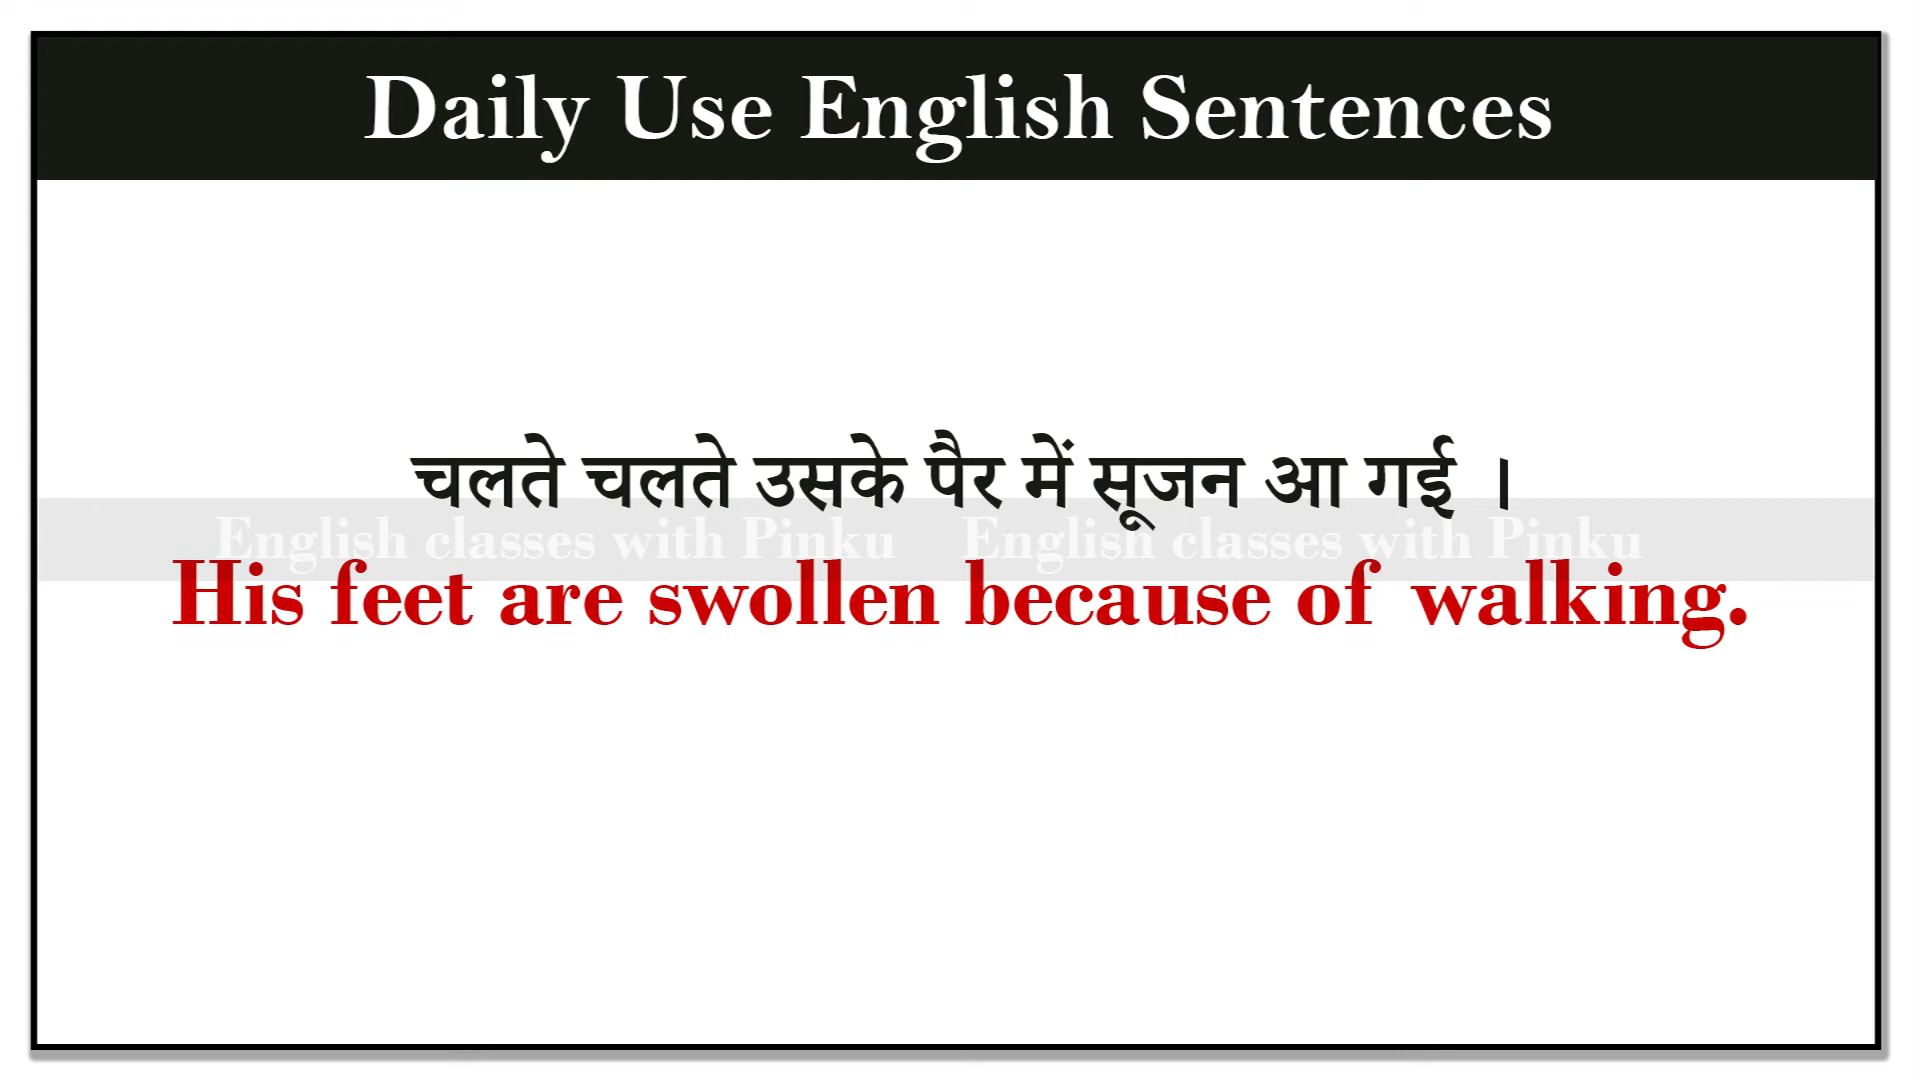 Daily Use English Sentences
चलते चलते उसके पैर में सूजन आ गई ।
English classes with Pinku English classes with Pinku
His feet are swollen because of walking.